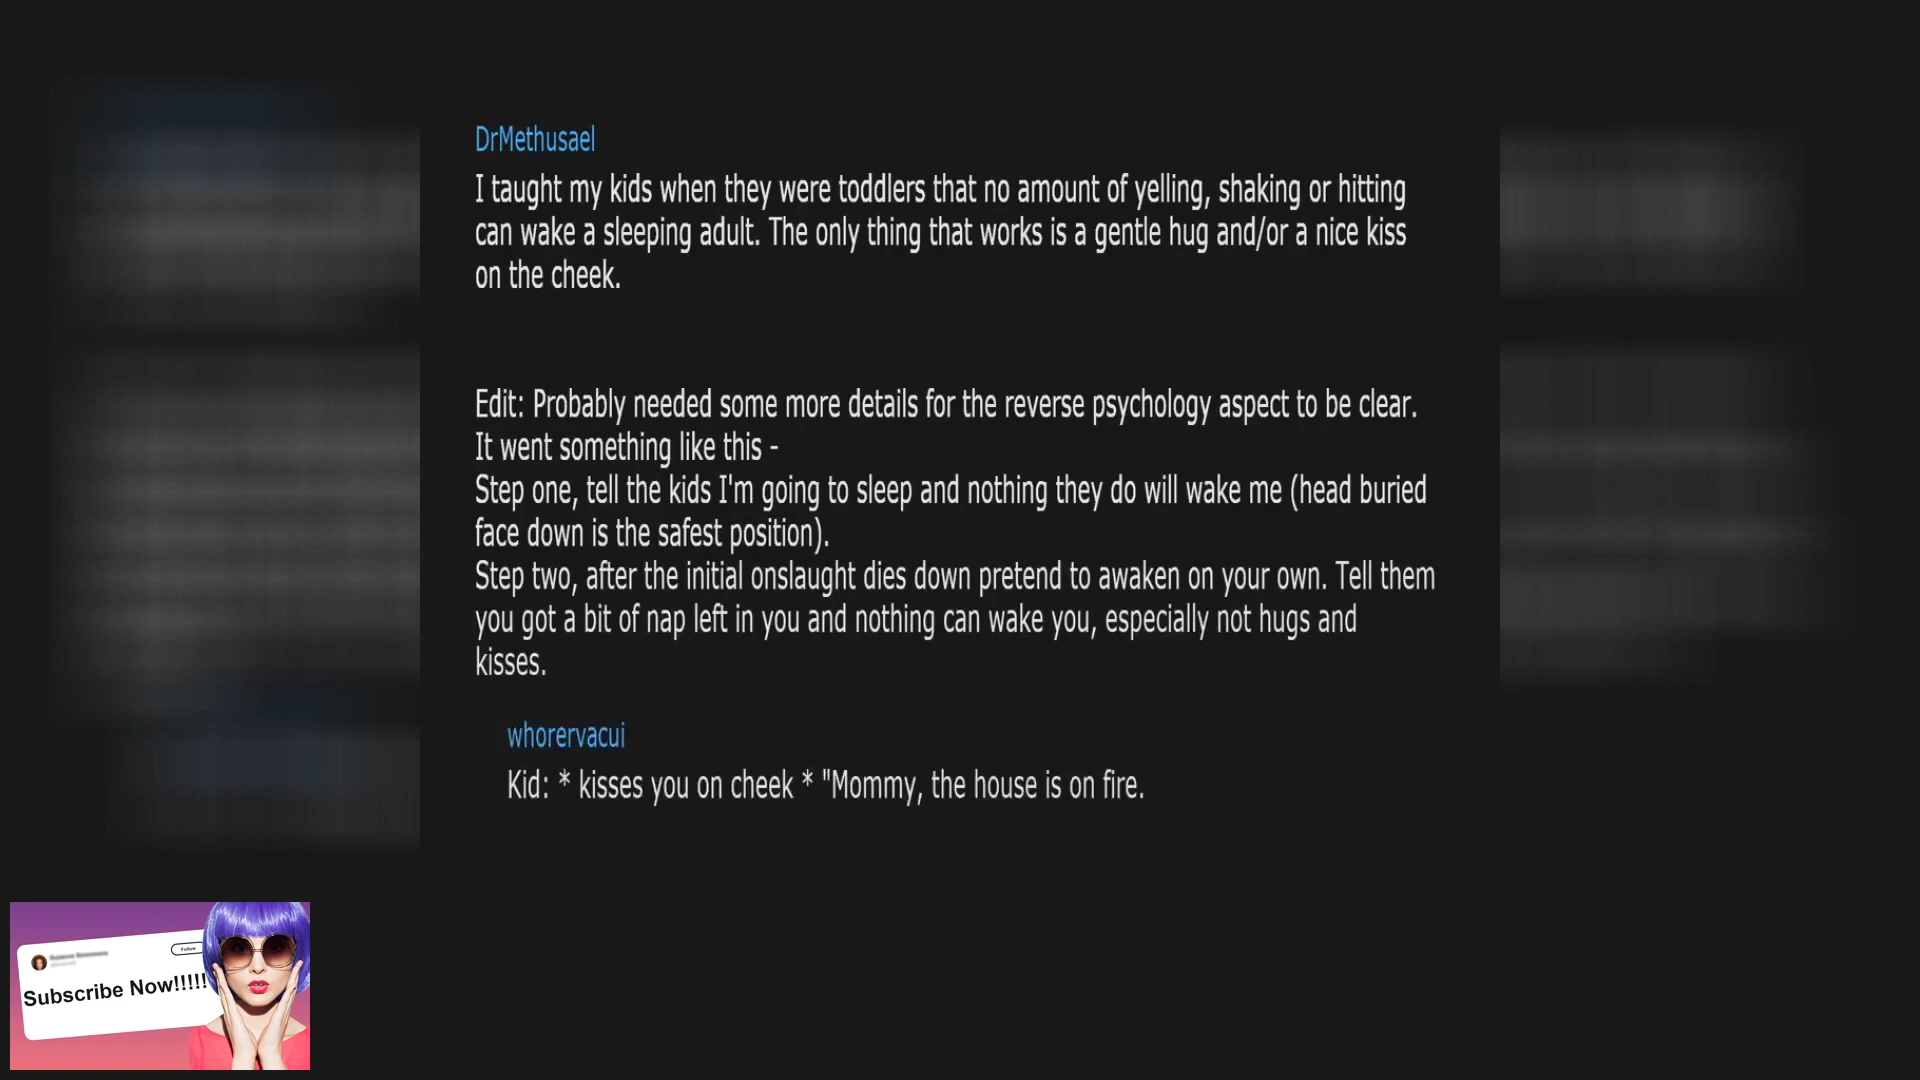 DrMethusael
I taught my kids when they were toddlers that no amount of yelling, shaking or hitting
can wake a sleeping adult. The only thing that works is a gentle hug and/or a nice kiss
on the cheek.
Edit: Probably needed some more details for the reverse psychology aspect to be clear.
It went something like this -
Step one, tell the kids I'm going to sleep and nothing they do will wake me (head buried
face down is the safest position).
Step two, after the initial onslaught dies down pretend to awaken on your own. Tell them
you got a bit of nap left in you and nothing can wake you, especially not hugs and
kisses.
whorervacui
Kid: * kisses you on cheek * "Mommy, the house is on fire.
Follow
Subscribe Now!!!!!